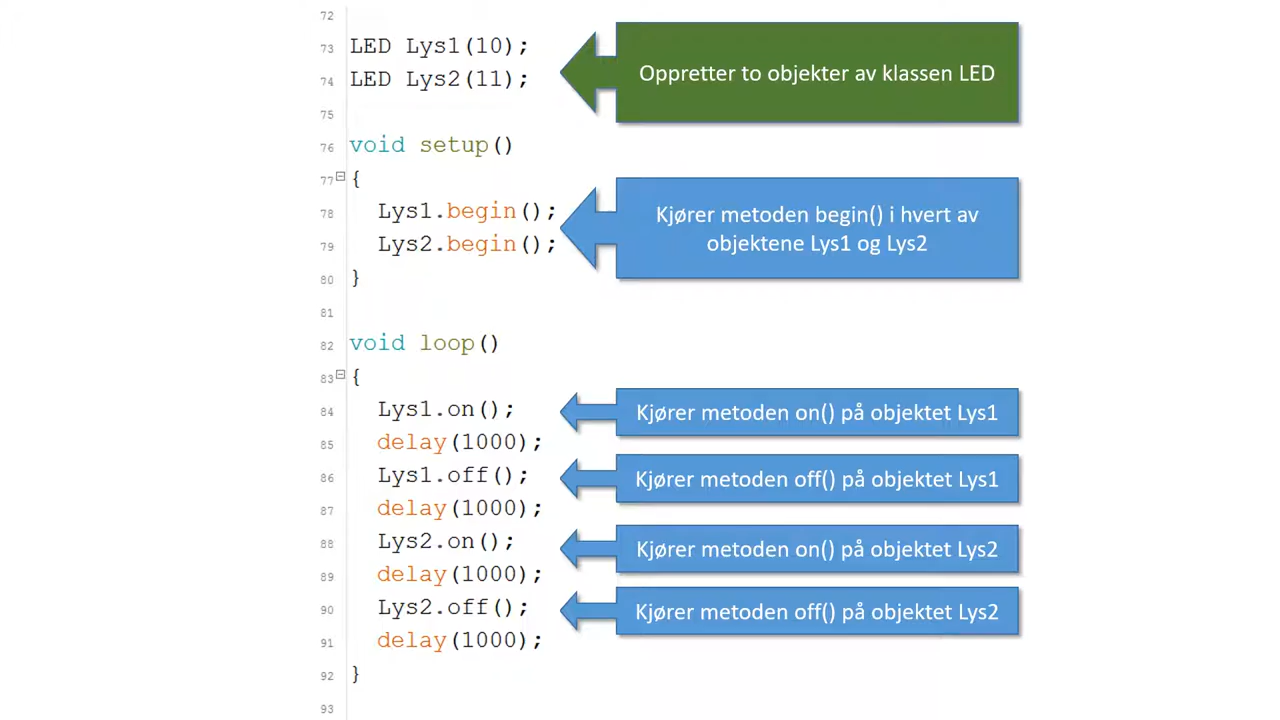 72
73 LED Lys1(10);
74 LED Lys2(11);
Oppretter to objekter av klassen LED
75
76 void setup()
77 {
78 Lys1.begin();
79 Lys2.begin();
Kjører metoden begin() i hvert av
objektene Lys1 og Lys2
80 }
81
82 void loop()
83 {
84 Lys1.on(); Kjører metoden on() på objektet Lys1
85 delay(1000);
86 Lys1.off(); Kjører metoden off() på objektet Lys1
87 delay(1000);
88 Lys2.on(); Kjører metoden on() på objektet Lys2
89 delay(1000);
90 Lys2.off(); Kjører metoden off() på objektet Lys2
91 delay(1000);
92 }
93